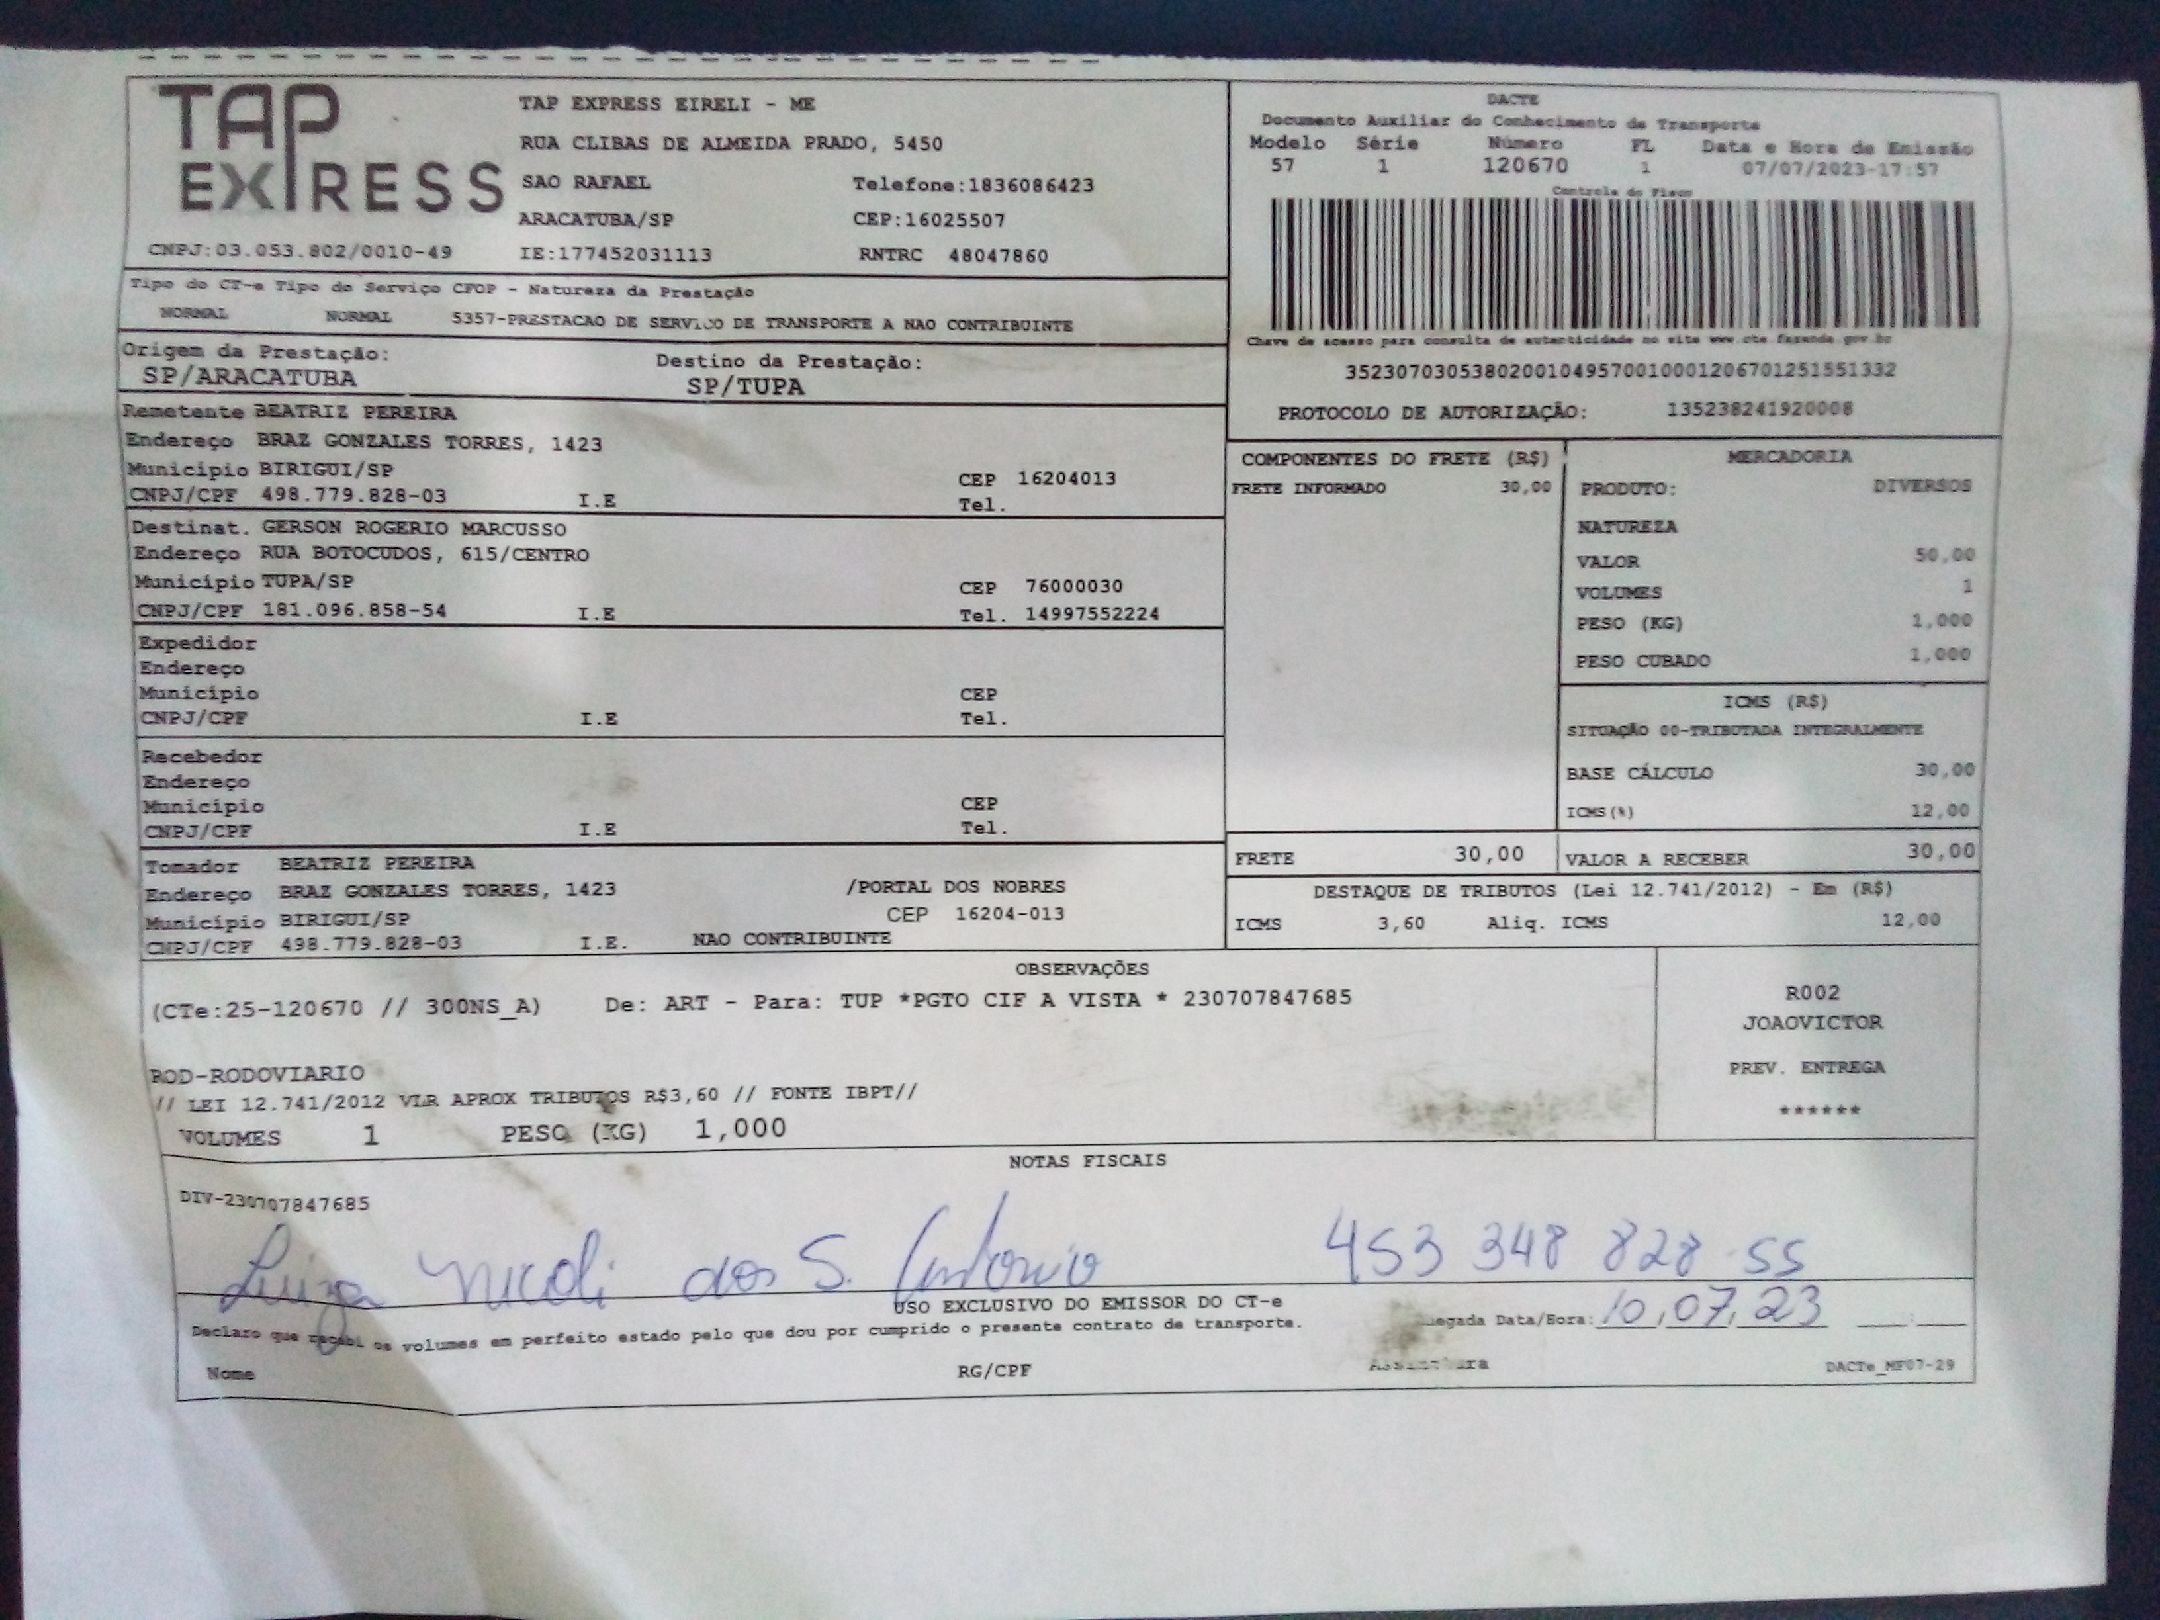 TAP EXPRESS
TAP EXPRESS EIRELI - ME
RUA CLIBAS DE ALMEIDA PRADO, 5450
SAO RAFAEL Telefone:1836086423
ARACATUBA/SP CEP:16025507
CNPJ:03.053.802/0010-49 IE:177452031113 RNTRC 48047860
DACTE
Documento Auxiliar do Conhecimento de Transporte
Modelo Série Número FL Data e Hora de Emissão
57 1 120670 1 07/07/2023-17:57
Controle do Fisco
Chave de acesso para consulta de autenticidade no site www.cte.fazenda.gov.br
35230703053802001049570010001206701251551332
PROTOCOLO DE AUTORIZAÇÃO: 135238241920008
Tipo do CT-e Tipo do Serviço CFOP - Natureza da Prestação
NORMAL NORMAL 5357-PRESTACAO DE SERVICO DE TRANSPORTE A NAO CONTRIBUINTE
Origem da Prestação: Destino da Prestação:
SP/ARACATUBA SP/TUPA
Remetente BEATRIZ PEREIRA
Endereço BRAZ GONZALES TORRES, 1423
Município BIRIGUI/SP CEP 16204013
CNPJ/CPF 498.779.828-03 I.E Tel.
Destinat. GERSON ROGERIO MARCUSSO
Endereço RUA BOTOCUDOS, 615/CENTRO
Município TUPA/SP CEP 76000030
CNPJ/CPF 181.096.858-54 I.E Tel. 14997552224
Expedidor
Endereço
Município CEP
CNPJ/CPF I.E Tel.
Recebedor
Endereço
Município CEP
CNPJ/CPF I.E Tel.
Tomador BEATRIZ PEREIRA
Endereço BRAZ GONZALES TORRES, 1423 /PORTAL DOS NOBRES
Município BIRIGUI/SP CEP 16204-013
CNPJ/CPF 498.779.828-03 I.E. NAO CONTRIBUINTE
COMPONENTES DO FRETE (R$)
FRETE INFORMADO 30,00
MERCADORIA
PRODUTO: DIVERSOS
NATUREZA
VALOR 50,00
VOLUMES 1
PESO (KG) 1,000
PESO CUBADO 1,000
ICMS (R$)
SITUAÇÃO 00-TRIBUTADA INTEGRALMENTE
BASE CÁLCULO 30,00
ICMS(%) 12,00
FRETE 30,00 VALOR A RECEBER 30,00
DESTAQUE DE TRIBUTOS (Lei 12.741/2012) - Em (R$)
ICMS 3,60 Aliq. ICMS 12,00
OBSERVAÇÕES
(CTe:25-120670 // 300NS_A) De: ART - Para: TUP *PGTO CIF A VISTA * 230707847685
ROD-RODOVIARIO
// LEI 12.741/2012 VLR APROX TRIBUTOS R$3,60 // FONTE IBPT//
VOLUMES 1 PESO (KG) 1,000
R002
JOAOVICTOR
PREV. ENTREGA
******
NOTAS FISCAIS
DIV-230707847685
Luiza Nicoli dos S. Antonio 453 348 828 55
USO EXCLUSIVO DO EMISSOR DO CT-e
Declaro que recebi os volumes em perfeito estado pelo que dou por cumprido o presente contrato de transporte. Data/Hora: 10,07,23
Nome RG/CPF Assinatura DACTe_MF07-29